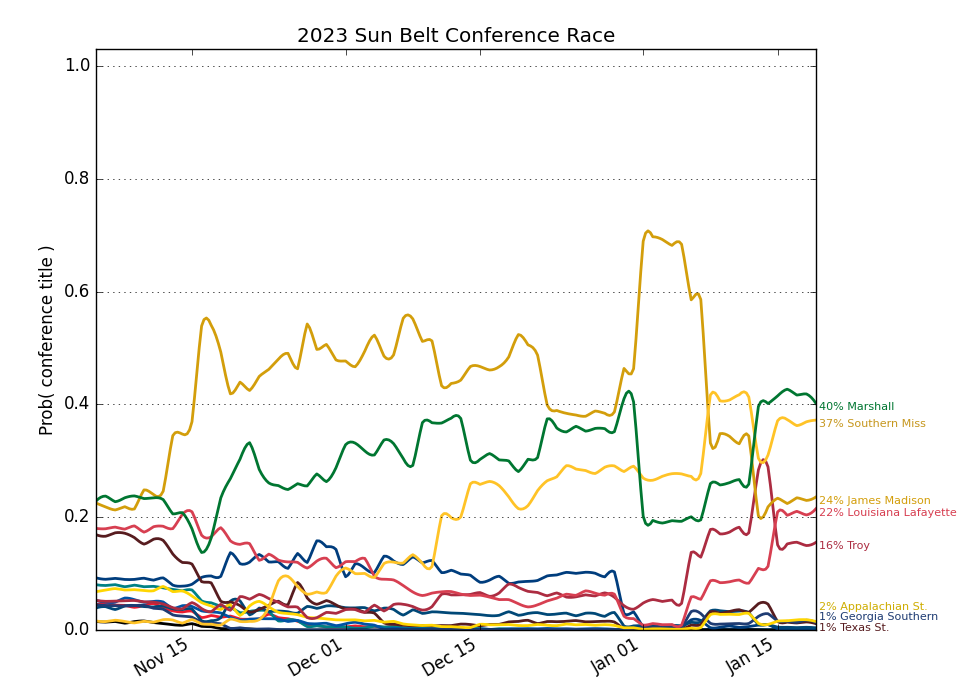 2023 Sun Belt Conference Race
1.0
0.8
0.6
0.4
0.2
0.0
Prob( conference title )
Nov 15
Dec 01
Dec 15
Jan 01
Jan 15
40% Marshall
37% Southern Miss
24% James Madison
22% Louisiana Lafayette
16% Troy
2% Appalachian St.
1% Georgia Southern
1% Texas St.